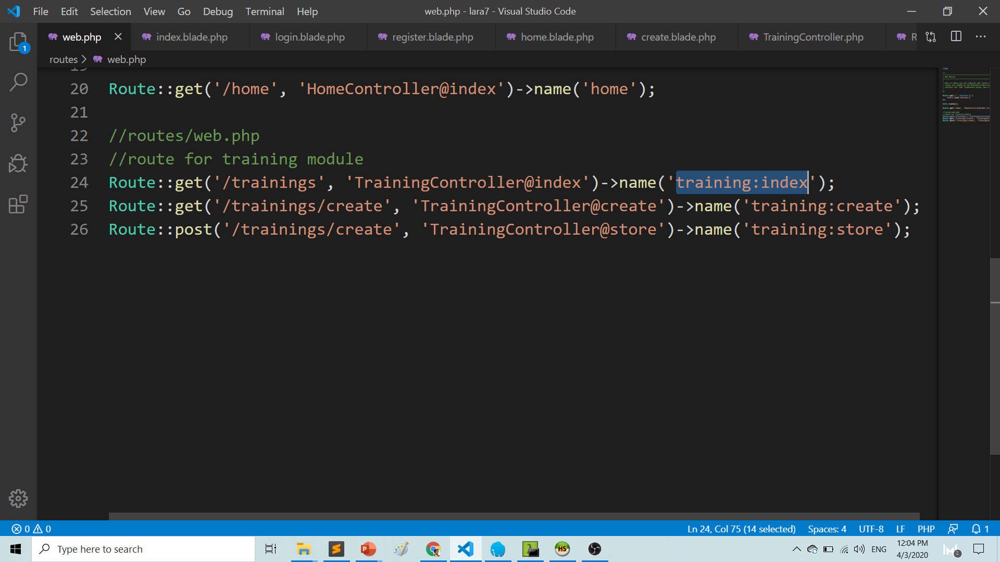 File Edit Selection View Go Debug Terminal Help
web.php - lara7 - Visual Studio Code
web.php index.blade.php login.blade.php register.blade.php home.blade.php create.blade.php TrainingController.php R
1
routes > web.php
19
20 Route::get('/home', 'HomeController@index')->name('home');
21
22 //routes/web.php
23 //route for training module
24 Route::get('/trainings', 'TrainingController@index')->name('training:index');
25 Route::get('/trainings/create', 'TrainingController@create')->name('training:create');
26 Route::post('/trainings/create', 'TrainingController@store')->name('training:store');
0 0
Ln 24, Col 75 (14 selected) Spaces: 4 UTF-8 LF PHP 1
Type here to search
HS
ENG
12:04 PM
4/3/2020
2